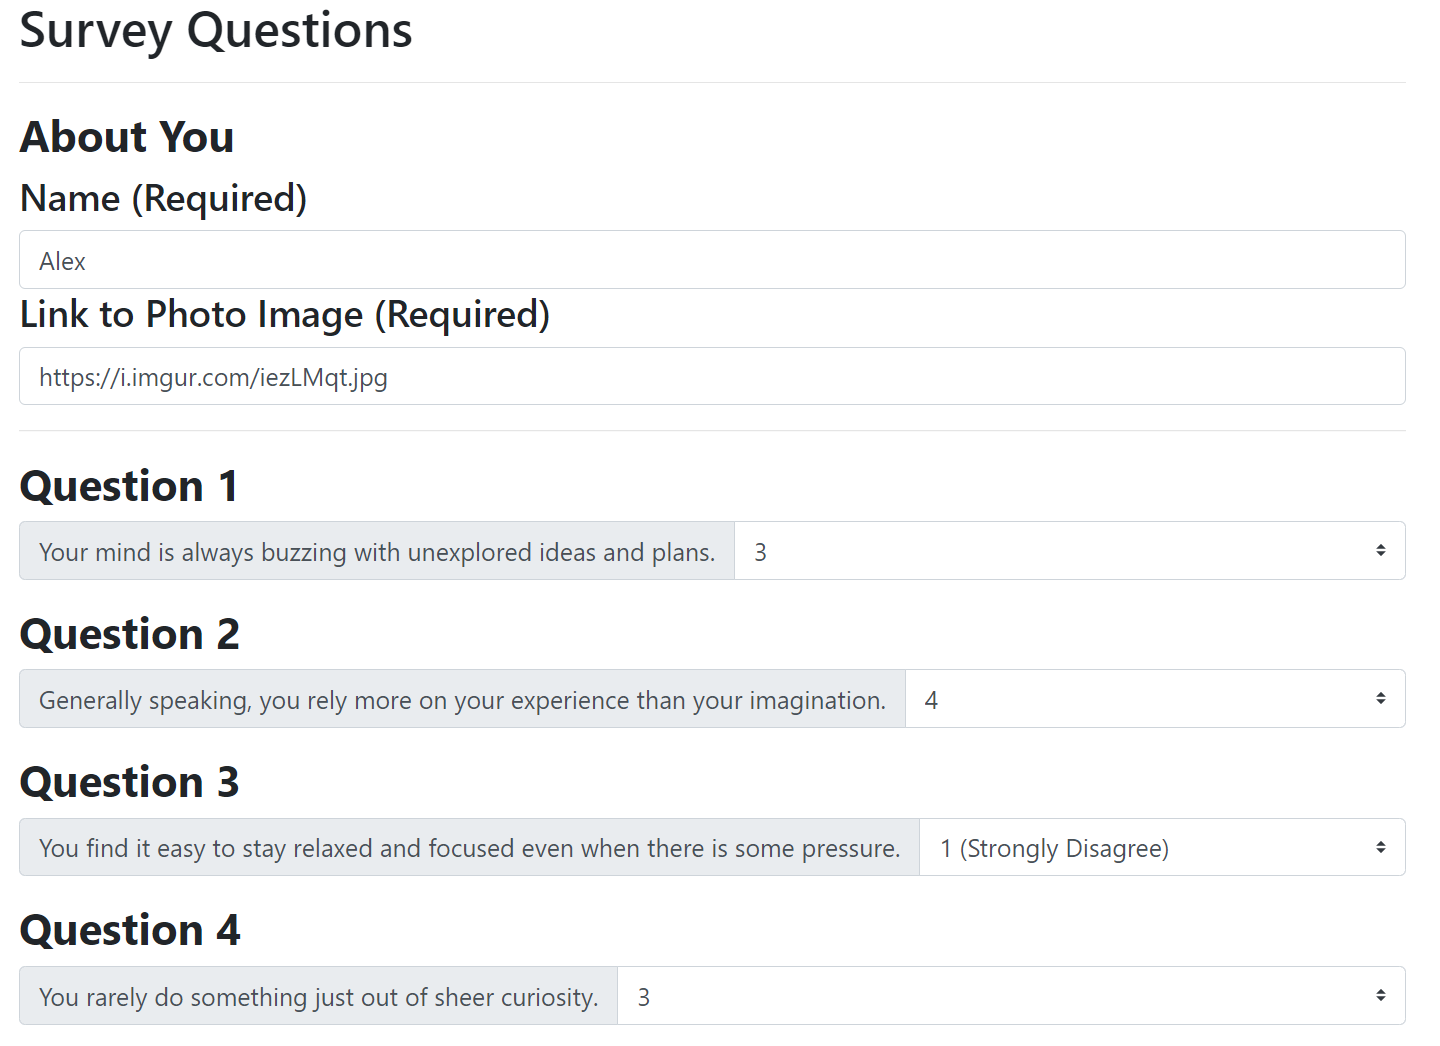 Survey Questions
About You
Name (Required)
Alex
Link to Photo Image (Required)
https://i.imgur.com/iezLMqt.jpg
Question 1
Your mind is always buzzing with unexplored ideas and plans. 3
Question 2
Generally speaking, you rely more on your experience than your imagination. 4
Question 3
You find it easy to stay relaxed and focused even when there is some pressure. 1 (Strongly Disagree)
Question 4
You rarely do something just out of sheer curiosity. 3